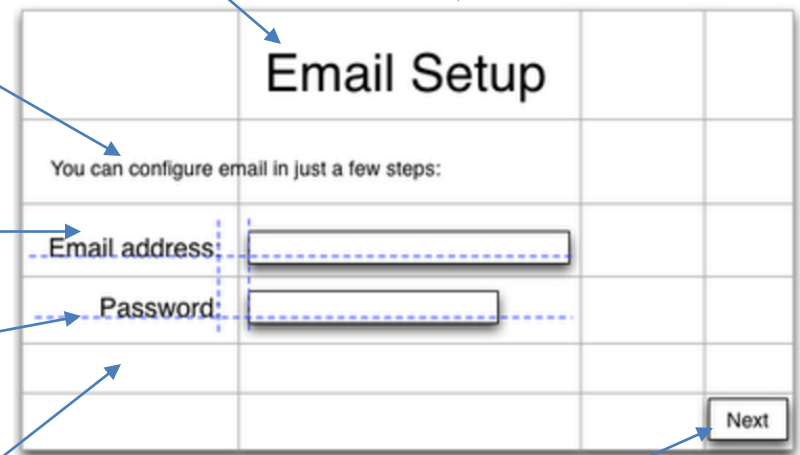 Email Setup
You can configure email in just a few steps:
Email address:
Password:
Next